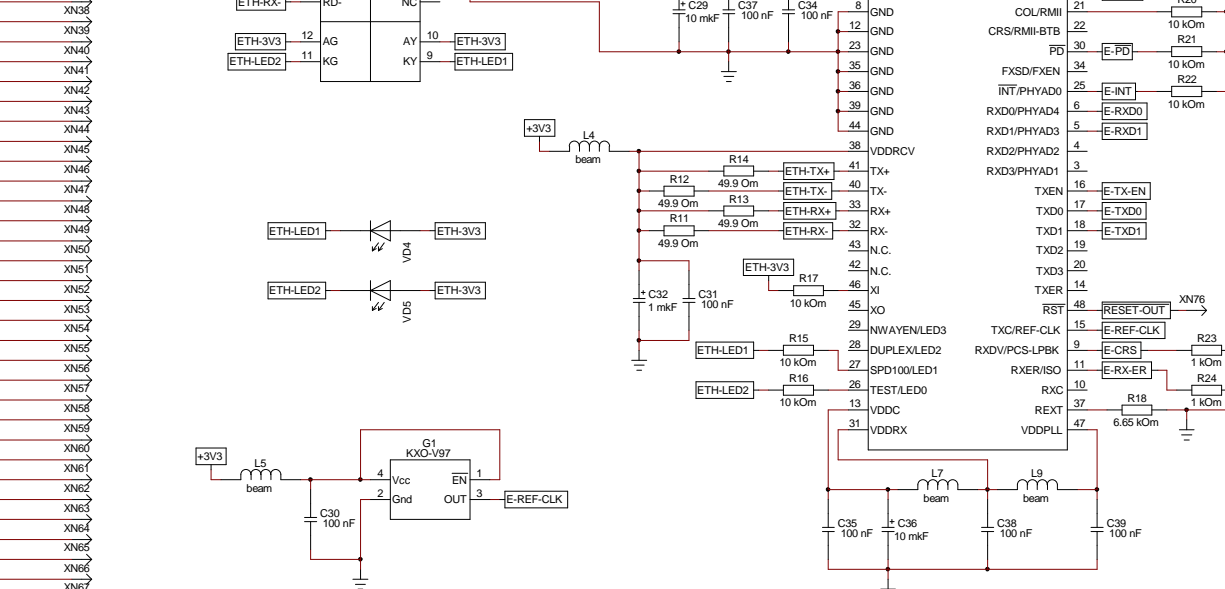 XN38
XN39
XN40
XN41
XN42
XN43
XN44
XN45
XN46
XN47
XN48
XN49
XN50
XN51
XN52
XN53
XN54
XN55
XN56
XN57
XN58
XN59
XN60
XN61
XN62
XN63
XN64
XN65
XN66
XN67
ETH-RX-
RD-
NC
ETH-3V3
12
AG
AY
10
ETH-3V3
ETH-LED2
11
KG
KY
9
ETH-LED1
ETH-LED1
VD4
ETH-3V3
ETH-LED2
VD5
ETH-3V3
+3V3
L5
beam
C30
100 nF
G1
KXO-V97
4
Vcc
EN
1
2
Gnd
OUT
3
E-REF-CLK
+
C29
10 mkF
C37
100 nF
C34
100 nF
+3V3
L4
beam
R14
49.9 Om
ETH-TX+
R12
49.9 Om
ETH-TX-
R13
49.9 Om
ETH-RX+
R11
49.9 Om
ETH-RX-
+
C32
1 mkF
C31
100 nF
ETH-3V3
R17
10 kOm
ETH-LED1
R15
10 kOm
ETH-LED2
R16
10 kOm
8
GND
12
GND
23
GND
35
GND
36
GND
39
GND
44
GND
38
VDDRCV
41
TX+
40
TX-
33
RX+
32
RX-
43
N.C.
42
N.C.
46
XI
45
XO
29
NWAYEN/LED3
28
DUPLEX/LED2
27
SPD100/LED1
26
TEST/LED0
13
VDDC
31
VDDRX
COL/RMII
21
10 kOm
CRS/RMII-BTB
22
PD
30
E-PD
R21
10 kOm
FXSD/FXEN
34
INT/PHYAD0
25
E-INT
R22
10 kOm
RXD0/PHYAD4
6
E-RXD0
RXD1/PHYAD3
5
E-RXD1
RXD2/PHYAD2
4
RXD3/PHYAD1
3
TXEN
16
E-TX-EN
TXD0
17
E-TXD0
TXD1
18
E-TXD1
TXD2
19
TXD3
20
TXER
14
RST
48
RESET-OUT
XN76
TXC/REF-CLK
15
E-REF-CLK
RXDV/PCS-LPBK
9
E-CRS
R23
1 kOm
RXER/ISO
11
E-RX-ER
R24
1 kOm
RXC
10
REXT
37
R18
6.65 kOm
VDDPLL
47
L7
beam
L9
beam
C35
100 nF
+
C36
10 mkF
C38
100 nF
C39
100 nF